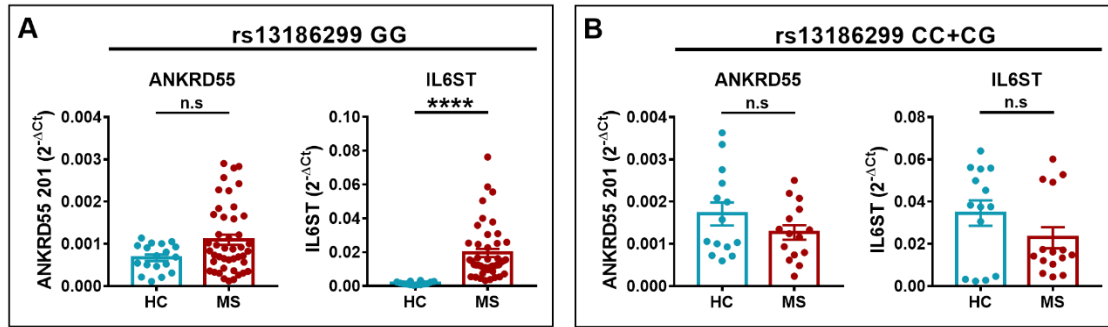 A
rs13186299 GG
ANKRD55
n.s
ANKRD55 201 (2-ΔCt)
0.004
0.003
0.002
0.001
0.000
HC MS
IL6ST
****
IL6ST (2-ΔCt)
0.10
0.08
0.06
0.04
0.02
0.00
HC MS
B
rs13186299 CC+CG
ANKRD55
n.s
ANKRD55 201 (2-ΔCt)
0.004
0.003
0.002
0.001
0.000
HC MS
IL6ST
n.s
IL6ST (2-ΔCt)
0.08
0.06
0.04
0.02
0.00
HC MS